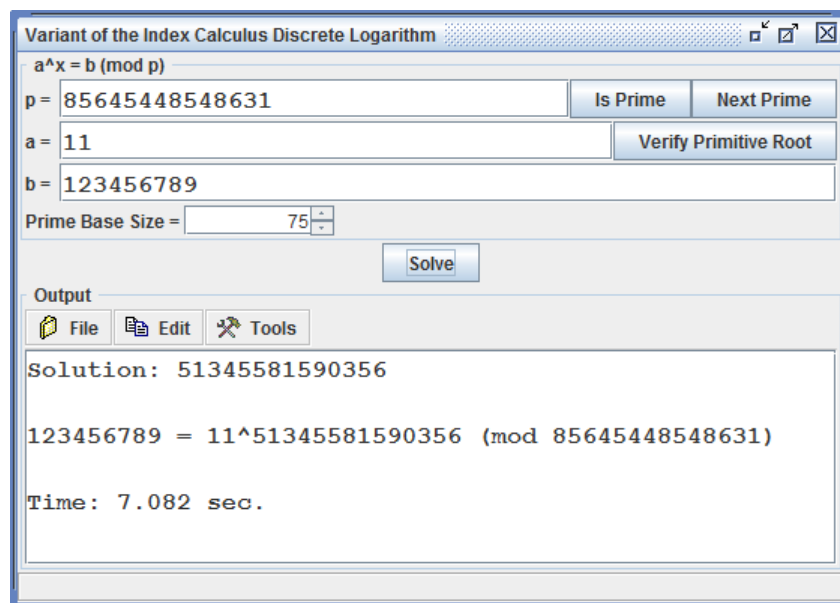 Variant of the Index Calculus Discrete Logarithm
a^x = b (mod p)
p = 85645448548631 Is Prime Next Prime
a = 11 Verify Primitive Root
b = 123456789
Prime Base Size = 75
Solve
Output
File Edit Tools
Solution: 51345581590356
123456789 = 11^51345581590356 (mod 85645448548631)
Time: 7.082 sec.